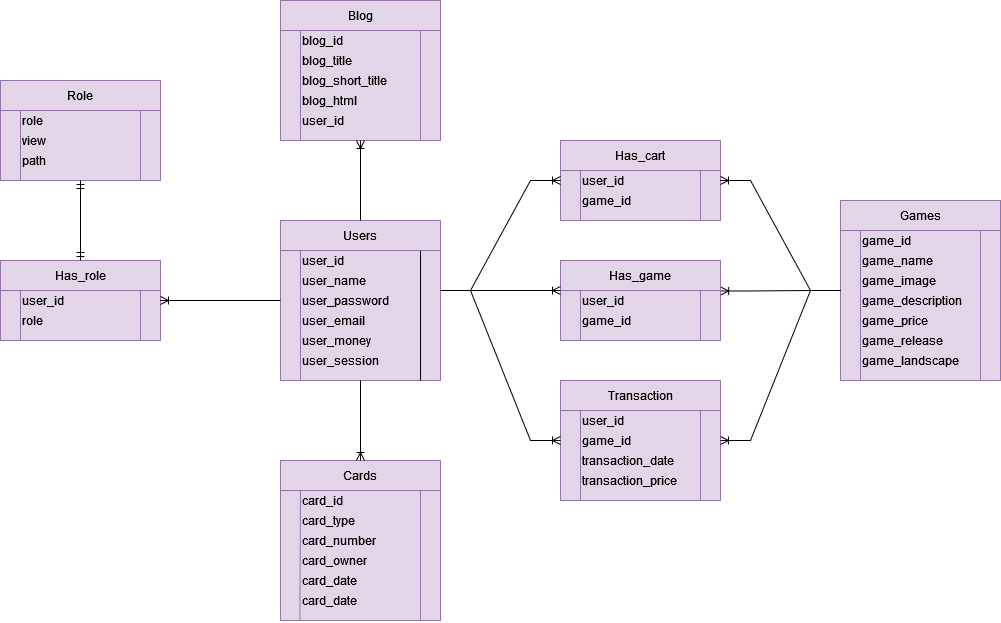 Blog
blog_id
blog_title
blog_short_title
blog_html
user_id
Role
role
view
path
Has_role
user_id
role
Users
user_id
user_name
user_password
user_email
user_money
user_session
Cards
card_id
card_type
card_number
card_owner
card_date
card_date
Has_cart
user_id
game_id
Has_game
user_id
game_id
Transaction
user_id
game_id
transaction_date
transaction_price
Games
game_id
game_name
game_image
game_description
game_price
game_release
game_landscape